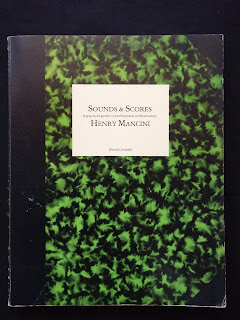 SOUNDS & SCORES
A practical guide to professional orchestration
HENRY MANCINI